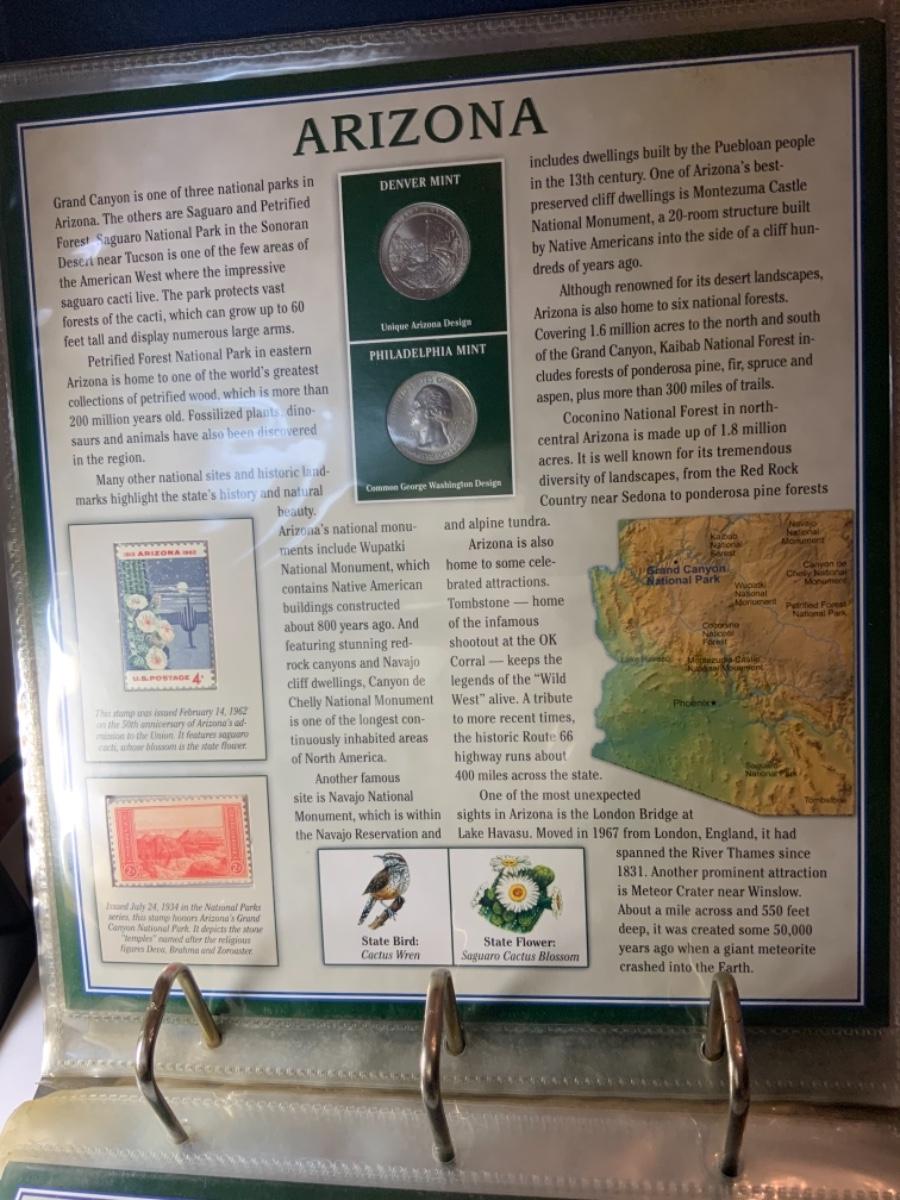 ARIZONA
Grand Canyon is one of three national parks in
Arizona. The others are Saguaro and Petrified
Forest. Saguaro National Park in the Sonoran
Desert near Tucson is one of the few areas of
the American West where the impressive
saguaro cacti live. The park protects vast
forests of the cacti, which can grow up to 60
feet tall and display numerous large arms.
Petrified Forest National Park in eastern
Arizona is home to one of the world's greatest
collections of petrified wood, which is more than
200 million years old. Fossilized plants, dino-
saurs and animals have also been discovered
in the region.
Many other national sites and historic land-
marks highlight the state's history and natural
beauty.
Arizona's national monu-
ments include Wupatki
National Monument, which
contains Native American
buildings constructed
about 800 years ago. And
featuring stunning red-
rock canyons and Navajo
cliff dwellings, Canyon de
Chelly National Monument
is one of the longest con-
tinuously inhabited areas
of North America.
Another famous
site is Navajo National
Monument, which is within
the Navajo Reservation and
DENVER MINT
Unique Arizona Design
PHILADELPHIA MINT
Common George Washington Design
includes dwellings built by the Puebloan people
in the 13th century. One of Arizona's best-
preserved cliff dwellings is Montezuma Castle
National Monument, a 20-room structure built
by Native Americans into the side of a cliff hun-
dreds of years ago.
Although renowned for its desert landscapes,
Arizona is also home to six national forests.
Covering 1.6 million acres to the north and south
of the Grand Canyon, Kaibab National Forest in-
cludes forests of ponderosa pine, fir, spruce and
aspen, plus more than 300 miles of trails.
Coconino National Forest in north-
central Arizona is made up of 1.8 million
acres. It is well known for its tremendous
diversity of landscapes, from the Red Rock
Country near Sedona to ponderosa pine forests
and alpine tundra.
Arizona is also
home to some cele-
brated attractions.
Tombstone — home
of the infamous
shootout at the OK
Corral — keeps the
legends of the "Wild
West" alive. A tribute
to more recent times,
the historic Route 66
highway runs about
400 miles across the state.
One of the most unexpected
sights in Arizona is the London Bridge at
Lake Havasu. Moved in 1967 from London, England, it had
spanned the River Thames since
1831. Another prominent attraction
is Meteor Crater near Winslow.
About a mile across and 550 feet
deep, it was created some 50,000
years ago when a giant meteorite
crashed into the Earth.
1912 ARIZONA 1962
U.S. POSTAGE 4¢
This stamp was issued February 14, 1962
on the 50th anniversary of Arizona's ad-
mission to the Union. It features saguaro
cacti, whose blossom is the state flower.
Issued July 24, 1934 in the National Parks
series, this stamp honors Arizona's Grand
Canyon National Park. It depicts the stone
"temples" named after the religious
figures Deva, Brahma and Zoroaster.
State Bird:
Cactus Wren
State Flower:
Saguaro Cactus Blossom
Navajo
National
Monument
Kaibab
National
Forest
Grand Canyon
National Park
Canyon de
Chelly National
Monument
Wupatki
National
Monument
Petrified Forest
National Park
Coconino
National
Forest
Lake Havasu
Montezuma Castle
National Monument
Phoenix
Saguaro
National Park
Tombstone